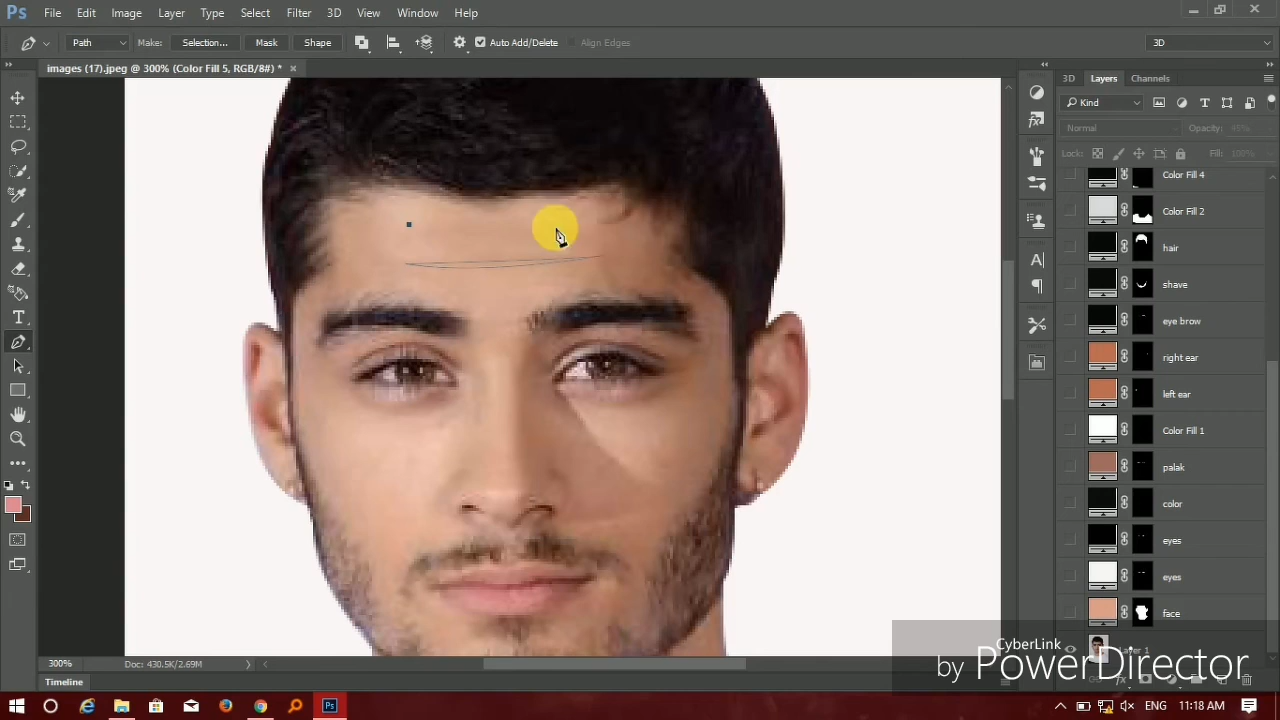 Ps File Edit Image Layer Type Select Filter 3D View Window Help
Path Make: Selection... Mask Shape Auto Add/Delete Align Edges 3D
images (17).jpeg @ 300% (Color Fill 5, RGB/8#) * ×
3D Layers Channels
Kind
Normal Opacity: 45%
Lock: Fill: 100%
Color Fill 4
Color Fill 2
hair
shave
eye brow
right ear
left ear
Color Fill 1
palak
color
eyes
eyes
face
Layer 1
CyberLink
by PowerDirector
300% Doc: 430.5K/2.69M
Timeline
ENG 11:18 AM